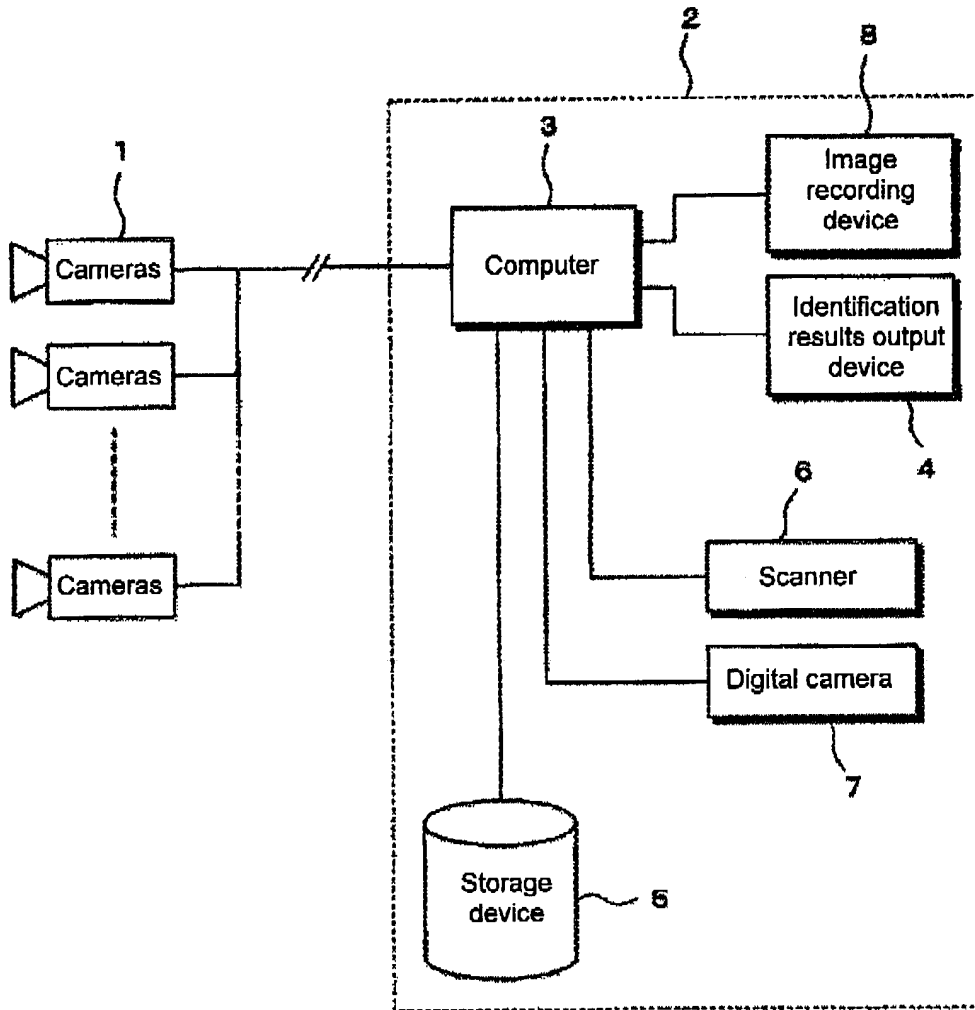 2
8
1
3
Image
recording
device
Cameras
Computer
Identification
results output
device
Cameras
4
6
Cameras
Scanner
Digital camera
7
Storage
device
5